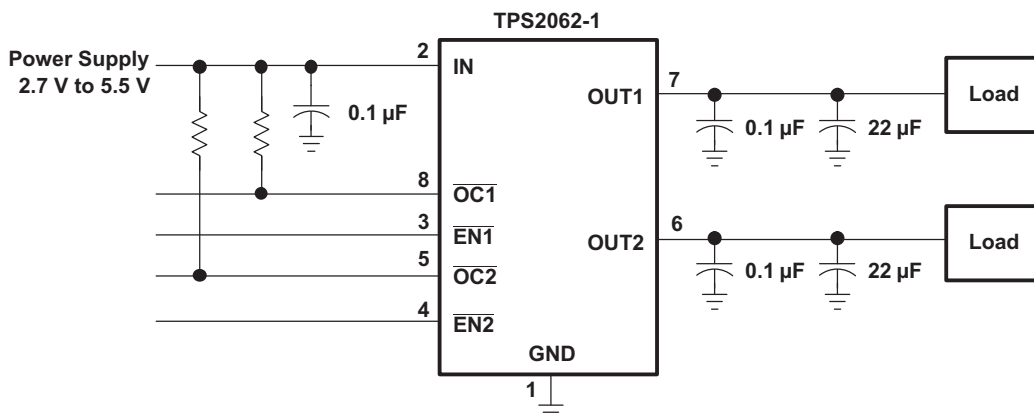 TPS2062-1
Power Supply
2.7 V to 5.5 V
2
IN
0.1 µF
8
OC1
3
EN1
5
OC2
4
EN2
GND
1
OUT1
7
0.1 µF
22 µF
Load
OUT2
6
0.1 µF
22 µF
Load